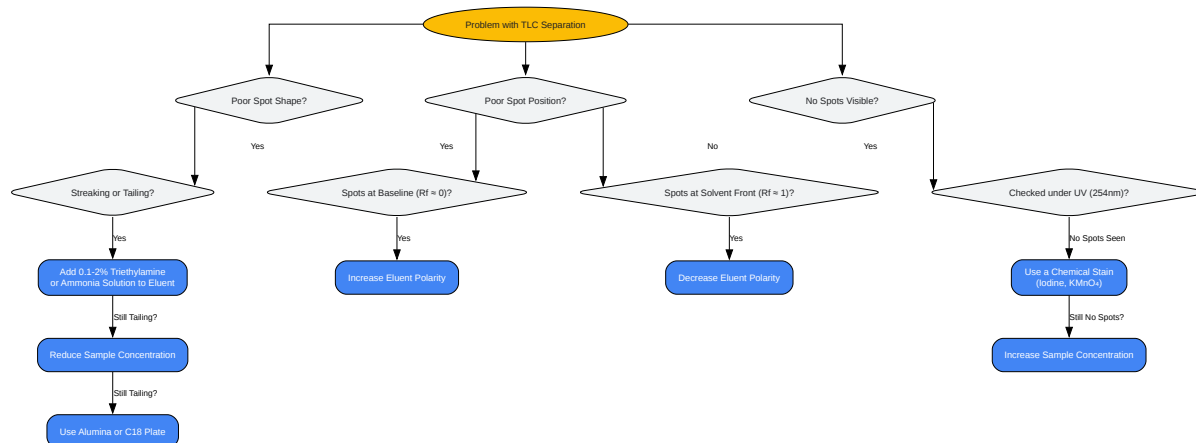 Problem with TLC Separation
Poor Spot Shape?
Poor Spot Position?
No Spots Visible?
Yes
Yes
No
Yes
Streaking or Tailing?
Spots at Baseline (Rf ≈ 0)?
Spots at Solvent Front (Rf ≈ 1)?
Checked under UV (254nm)?
Yes
Yes
Yes
No Spots Seen
Add 0.1-2% Triethylamine
or Ammonia Solution to Eluent
Increase Eluent Polarity
Decrease Eluent Polarity
Use a Chemical Stain
(Iodine, KMnO₄)
Still Tailing?
Still No Spots?
Reduce Sample Concentration
Increase Sample Concentration
Still Tailing?
Use Alumina or C18 Plate